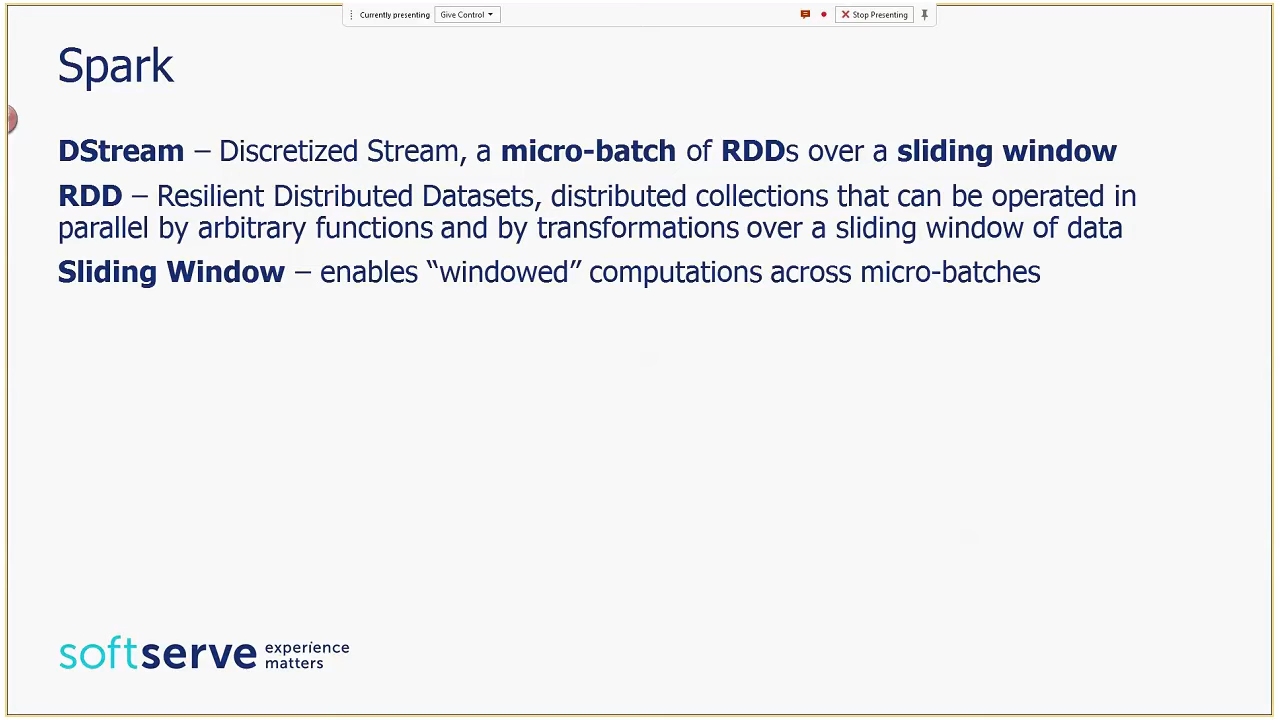 Currently presenting
Give Control
Stop Presenting
Spark
DStream – Discretized Stream, a micro-batch of RDDs over a sliding window
RDD – Resilient Distributed Datasets, distributed collections that can be operated in
parallel by arbitrary functions and by transformations over a sliding window of data
Sliding Window – enables “windowed” computations across micro-batches
softserve
experience
matters